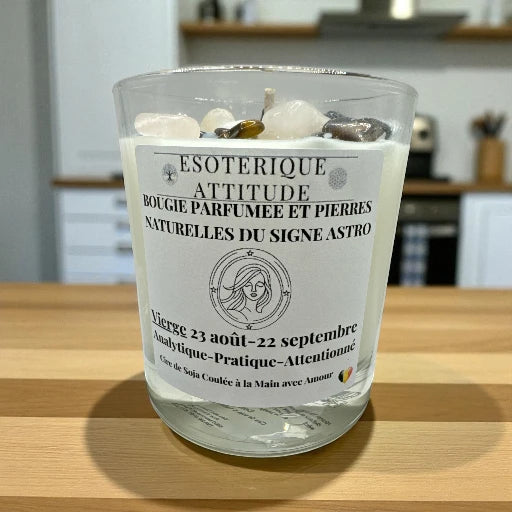 ESOTERIQUE
ATTITUDE
BOUGIE PARFUMEE ET PIERRES
NATURELLES DU SIGNE ASTRO
Vierge 23 août-22 septembre
Analytique-Pratique-Attentionné
Cire de Soja Coulée à la Main avec Amour